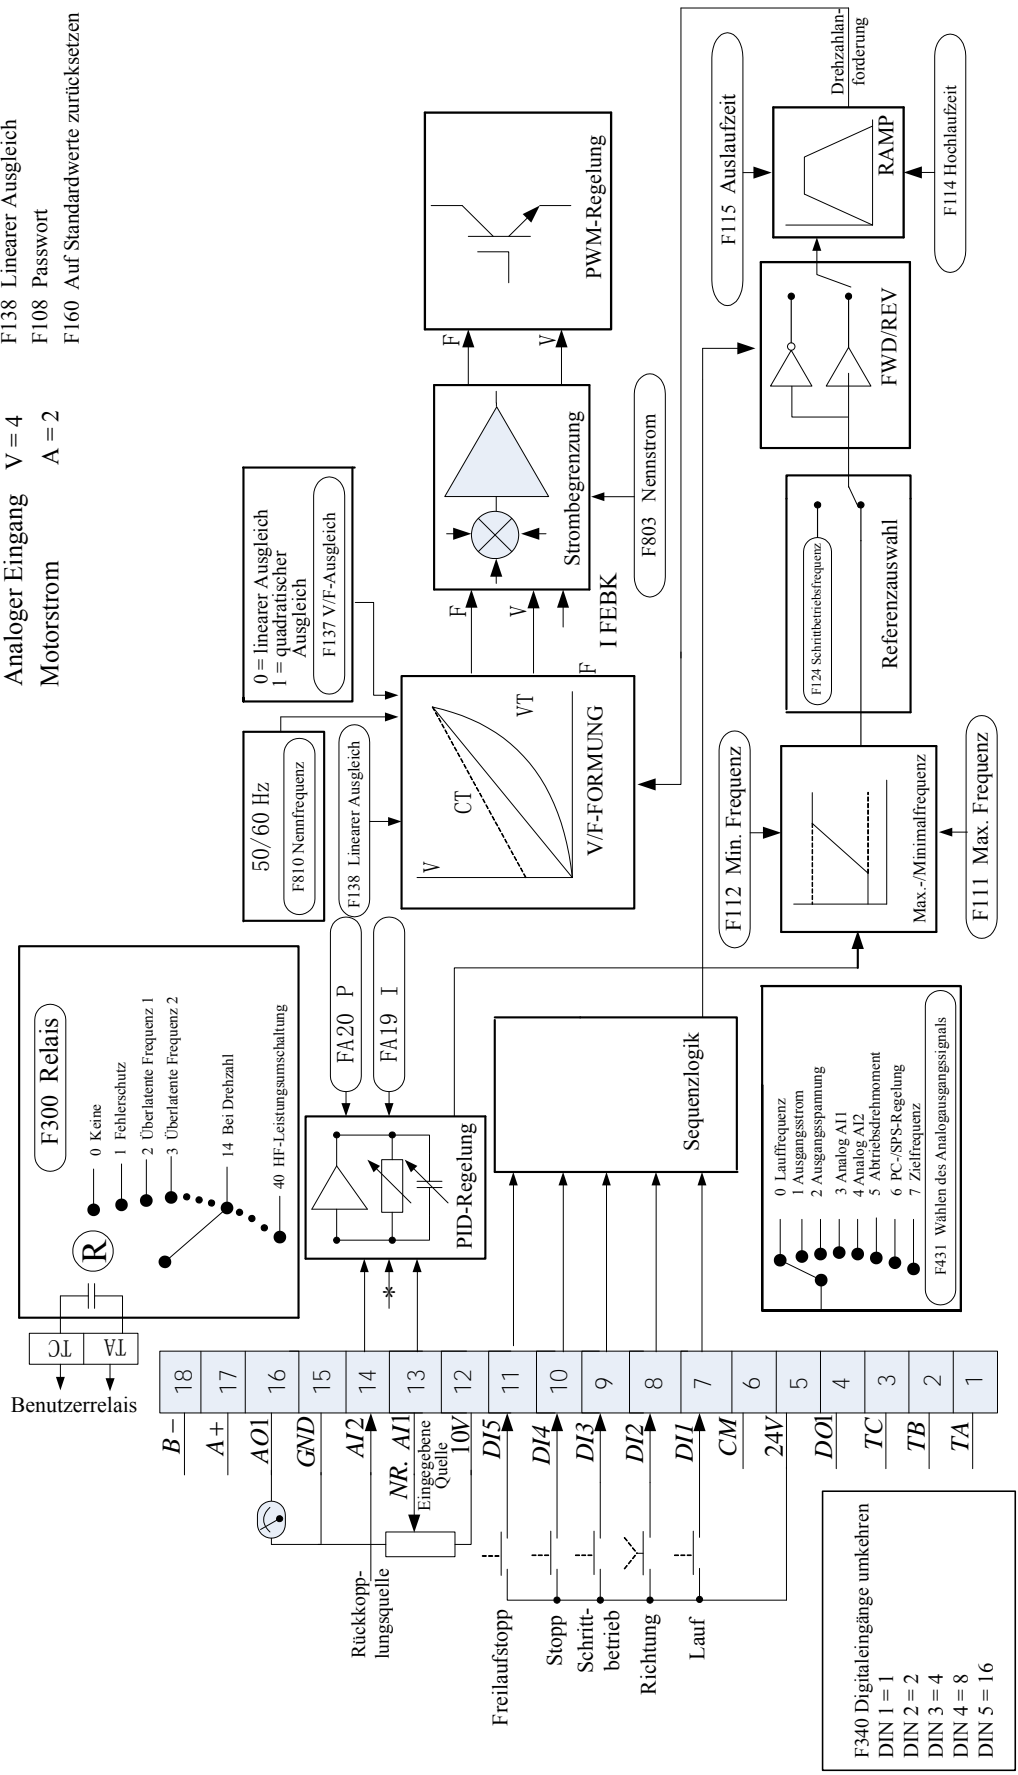 F138 Linearer Ausgleich
F108 Passwort
F160 Auf Standardwerte zurücksetzen
Analoger Eingang V = 4
Motorstrom A = 2
F300 Relais
0 Keine
1 Fehlerschutz
2 Überlatente Frequenz 1
3 Überlatente Frequenz 2
14 Bei Drehzahl
40 HF-Leistungsumschaltung
R
TC
TA
Benutzerrelais
50/60 Hz
F810 Nennfrequenz
F138 Linearer Ausgleich
0 = linearer Ausgleich
1 = quadratischer
Ausgleich
F137 V/F-Ausgleich
FA20 P
FA19 I
PID-Regelung
*
V
CT
VT
F
V/F-FORMUNG
F
V
I FEBK
Strombegrenzung
F803 Nennstrom
F
V
PWM-Regelung
Sequenzlogik
F112 Min. Frequenz
Max.-/Minimalfrequenz
F111 Max. Frequenz
F124 Schrittbetriebsfrequenz
Referenzauswahl
FWD/REV
F115 Auslaufzeit
RAMP
F114 Hochlaufzeit
Drehzahlan-
forderung
0 Lauffrequenz
1 Ausgangsstrom
2 Ausgangsspannung
3 Analog AI1
4 Analog AI2
5 Abtriebsdrehmoment
6 PC-/SPS-Regelung
7 Zielfrequenz
F431 Wählen des Analogausgangssignals
B - 18
A+ 17
AO1 16
GND 15
AI2 14
NR. AI1 13
Eingegebene
Quelle
10V 12
DI5 11
DI4 10
DI3 9
DI2 8
DI1 7
CM 6
24V 5
DO1 4
TC 3
TB 2
TA 1
Rückkopp-
lungsquelle
Freilaufstopp
Stopp
Schritt-
betrieb
Richtung
Lauf
F340 Digitaleingänge umkehren
DIN 1 = 1
DIN 2 = 2
DIN 3 = 4
DIN 4 = 8
DIN 5 = 16